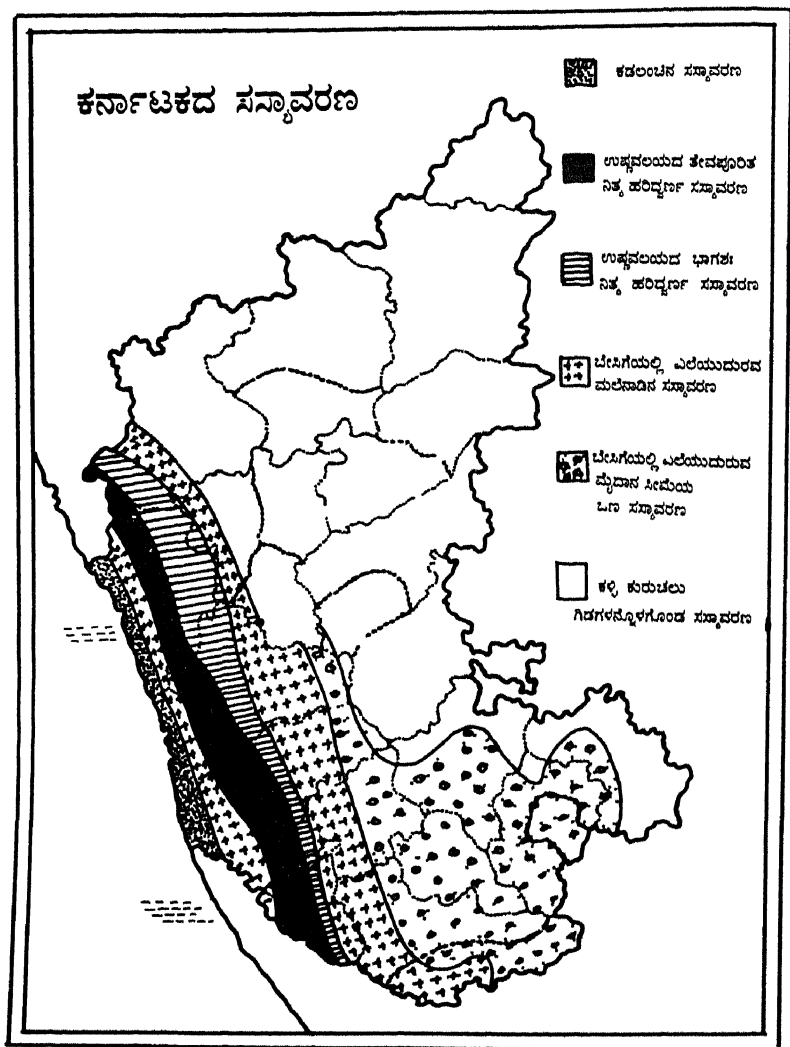 ಕರ್ನಾಟಕದ ಸಸ್ಯಾವರಣ
ಕಡಲಂಚಿನ ಸಸ್ಯಾವರಣ
ಉಷ್ಣವಲಯದ ತೇವಪೂರಿತ
ನಿತ್ಯ ಹರಿದ್ವರ್ಣ ಸಸ್ಯಾವರಣ
ಉಷ್ಣವಲಯದ ಭಾಗಶಃ
ನಿತ್ಯ ಹರಿದ್ವರ್ಣ ಸಸ್ಯಾವರಣ
ಬೇಸಿಗೆಯಲ್ಲಿ ಎಲೆಯುದುರವ
ಮಲೆನಾಡಿನ ಸಸ್ಯಾವರಣ
ಬೇಸಿಗೆಯಲ್ಲಿ ಎಲೆಯುದುರುವ
ಮೈದಾನ ಸೀಮೆಯ
ಒಣ ಸಸ್ಯಾವರಣ
ಕಳ್ಳಿ ಕುರುಚಲು
ಗಿಡಗಳನ್ನೊಳಗೊಂಡ ಸಸ್ಯಾವರಣ